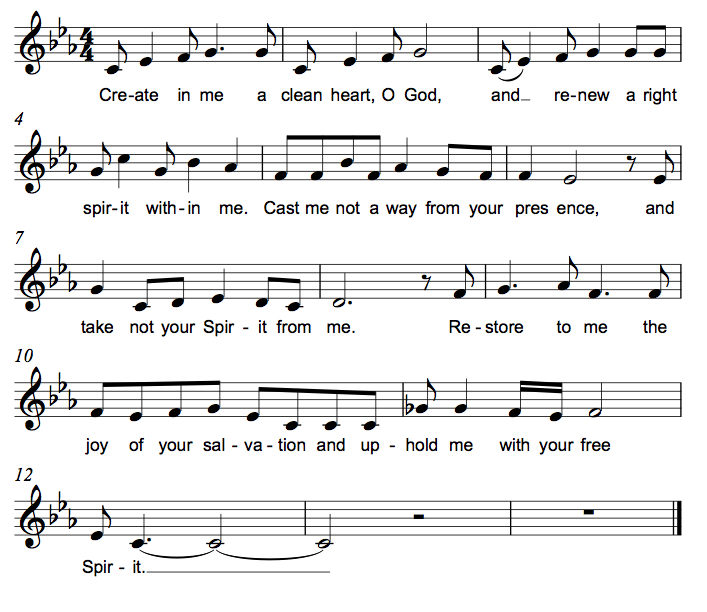 4
4
Cre-ate in me a clean heart, O God, and_ re-new a right
4
spir-it with-in me. Cast me not a way from your pres ence, and
7
take not your Spir - it from me. Re-store to me the
10
joy of your sal-va-tion and up-hold me with your free
12
Spir - it.